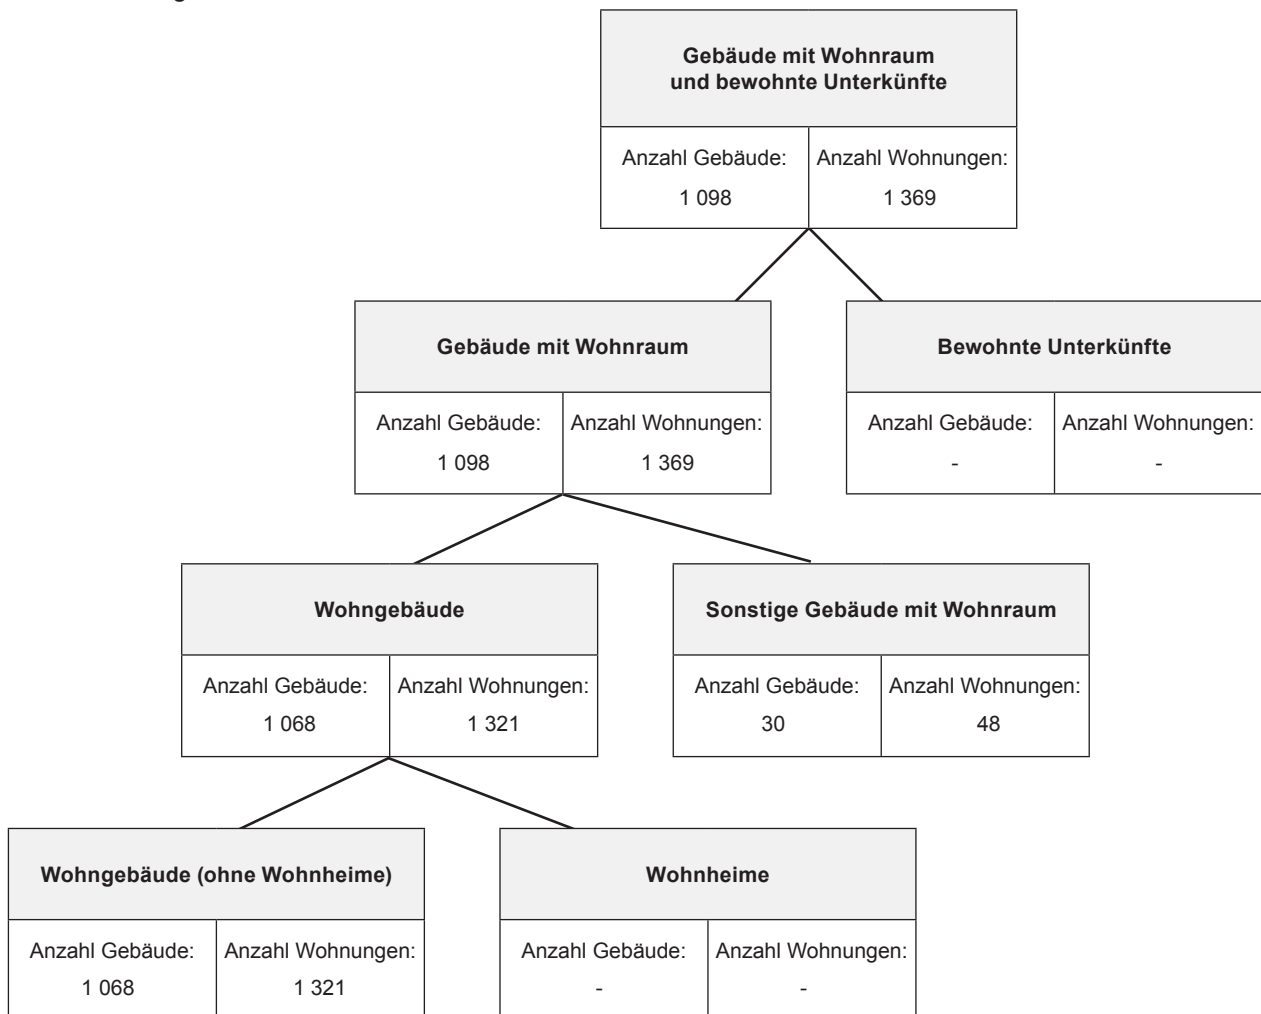 Gebäude mit Wohnraum
und bewohnte Unterkünfte
Anzahl Gebäude: Anzahl Wohnungen:
1 098 1 369
Gebäude mit Wohnraum
Anzahl Gebäude: Anzahl Wohnungen:
1 098 1 369
Bewohnte Unterkünfte
Anzahl Gebäude: Anzahl Wohnungen:
- -
Wohngebäude
Anzahl Gebäude: Anzahl Wohnungen:
1 068 1 321
Sonstige Gebäude mit Wohnraum
Anzahl Gebäude: Anzahl Wohnungen:
30 48
Wohngebäude (ohne Wohnheime)
Anzahl Gebäude: Anzahl Wohnungen:
1 068 1 321
Wohnheime
Anzahl Gebäude: Anzahl Wohnungen:
- -